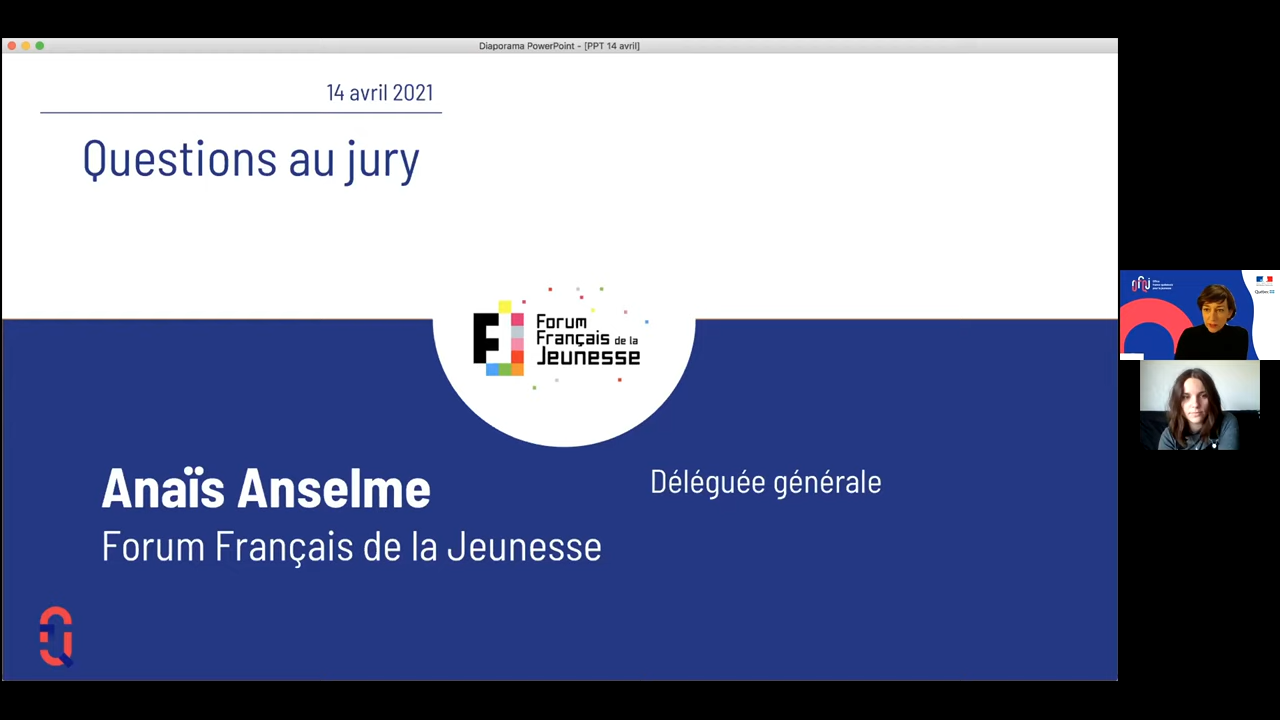 Diaporama PowerPoint - [PPT 14 avril]
14 avril 2021
Questions au jury
Forum
Français de la
Jeunesse
Anaïs Anselme
Déléguée générale
Forum Français de la Jeunesse
Québec